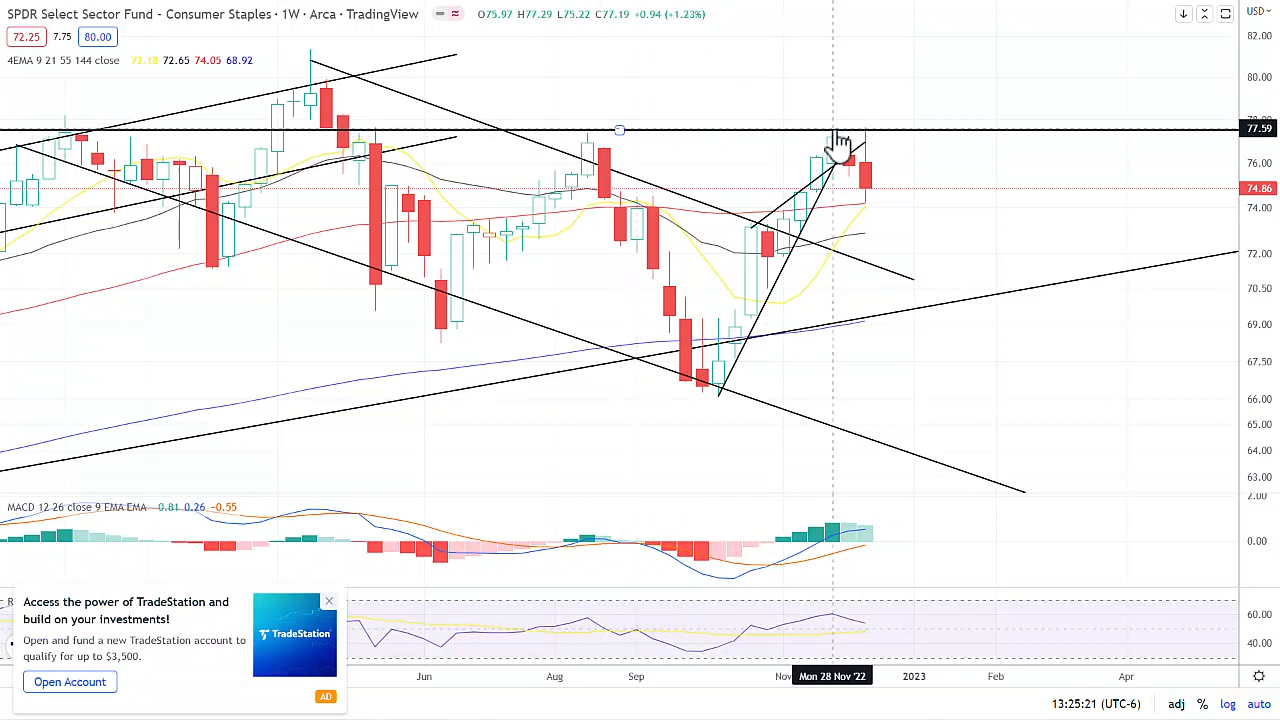 SPDR Select Sector Fund - Consumer Staples · 1W · Arca · TradingView
O75.97 H77.29 L75.22 C77.19 +0.94 (+1.23%)
USD
72.25 7.75 80.00
4EMA 9 21 55 144 close 72.18 72.65 74.05 68.92
82.00
80.00
77.59
76.00
74.86
74.00
72.00
70.50
69.00
67.50
66.00
64.00
63.00
2.00
MACD 12 26 close 9 EMA EMA 0.81 0.26 −0.55
0.00
Access the power of TradeStation and
build on your investments!
Open and fund a new TradeStation account to
qualify for up to $3,500.
Open Account
TradeStation
AD
60.00
40.00
Jun Aug Sep Nov Mon 28 Nov '22 2023 Feb Apr
13:25:21 (UTC-6) adj % log auto